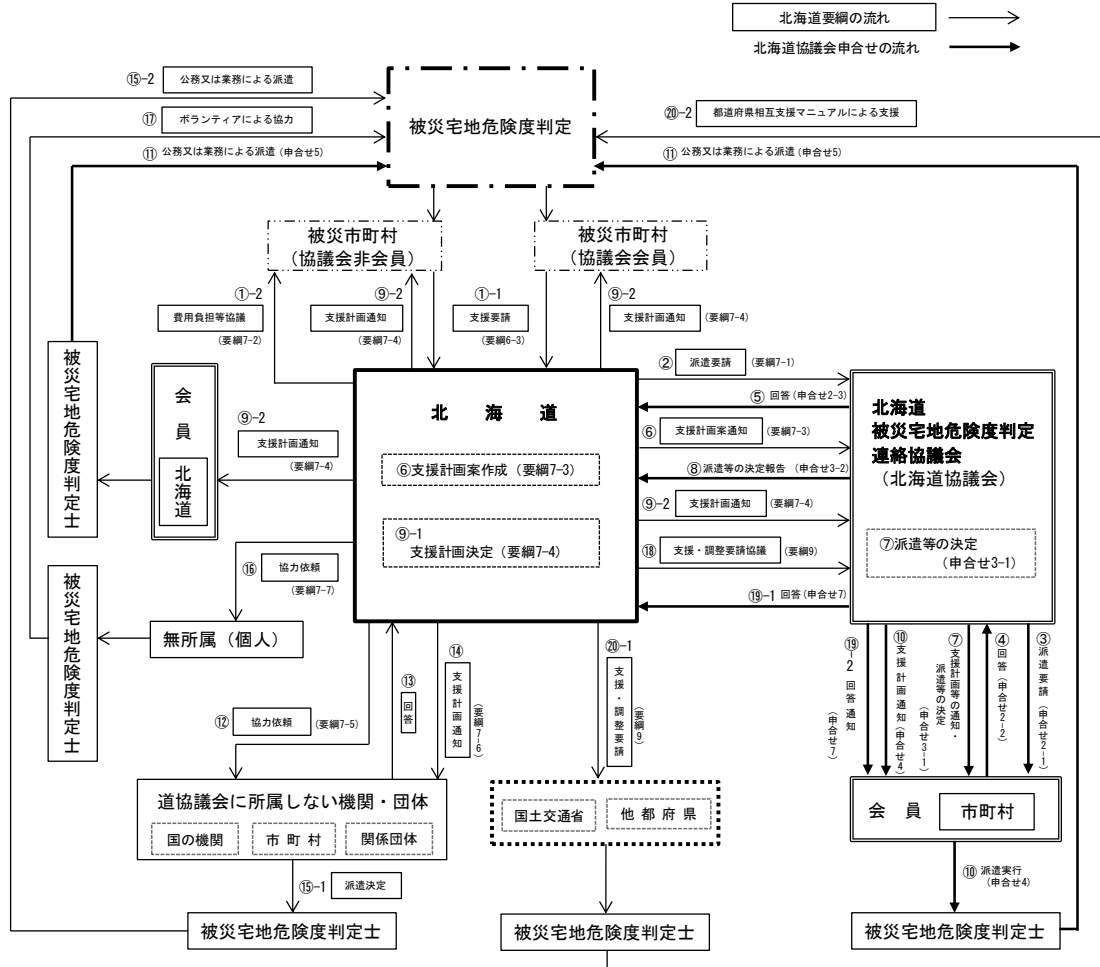 北海道要綱の流れ
北海道協議会申合せの流れ
⑮-2 公務又は業務による派遣
⑰ ボランティアによる協力
⑪ 公務又は業務による派遣(申合せ5)
被災宅地危険度判定
⑳-2 都道府県相互支援マニュアルによる支援
⑪ 公務又は業務による派遣(申合せ5)
被災市町村
(協議会非会員)
被災市町村
(協議会会員)
①-2
費用負担等協議
(要綱7-2)
⑨-2
支援計画通知
(要綱7-4)
①-1
支援要請
(要綱6-3)
⑨-2
支援計画通知 (要綱7-4)
被災宅地危険度判定士
会員
北海道
⑨-2
支援計画通知
(要綱7-4)
北海道
⑥支援計画案作成(要綱7-3)
⑨-1
支援計画決定(要綱7-4)
② 派遣要請 (要綱7-1)
⑤ 回答(申合せ2-3)
⑥ 支援計画案通知 (要綱7-3)
⑧ 派遣等の決定報告 (申合せ3-2)
⑨-2 支援計画通知 (要綱7-4)
⑱ 支援・調整要請協議 (要綱9)
⑲-1 回答(申合せ7)
北海道
被災宅地危険度判定
連絡協議会
(北海道協議会)
⑦派遣等の決定
(申合せ3-1)
⑯ 協力依頼
(要綱7-7)
被災宅地危険度判定士
無所属(個人)
⑫ 協力依頼 (要綱7-5)
⑬ 回答
⑭ 支援計画通知
(要綱7-6)
⑳-1
支援・調整要請
(要綱9)
⑲-2 回答通知
(申合せ7)
⑩支援計画通知(申合せ4)
⑦支援計画等の通知・
派遣等の決定
(申合せ3-1)
④回答(申合せ2-2)
③派遣要請(申合せ2-1)
道協議会に所属しない機関・団体
国の機関
市町村
関係団体
国土交通省
他都府県
会員
市町村
⑮-1 派遣決定
⑩ 派遣実行
(申合せ4)
被災宅地危険度判定士
被災宅地危険度判定士
被災宅地危険度判定士